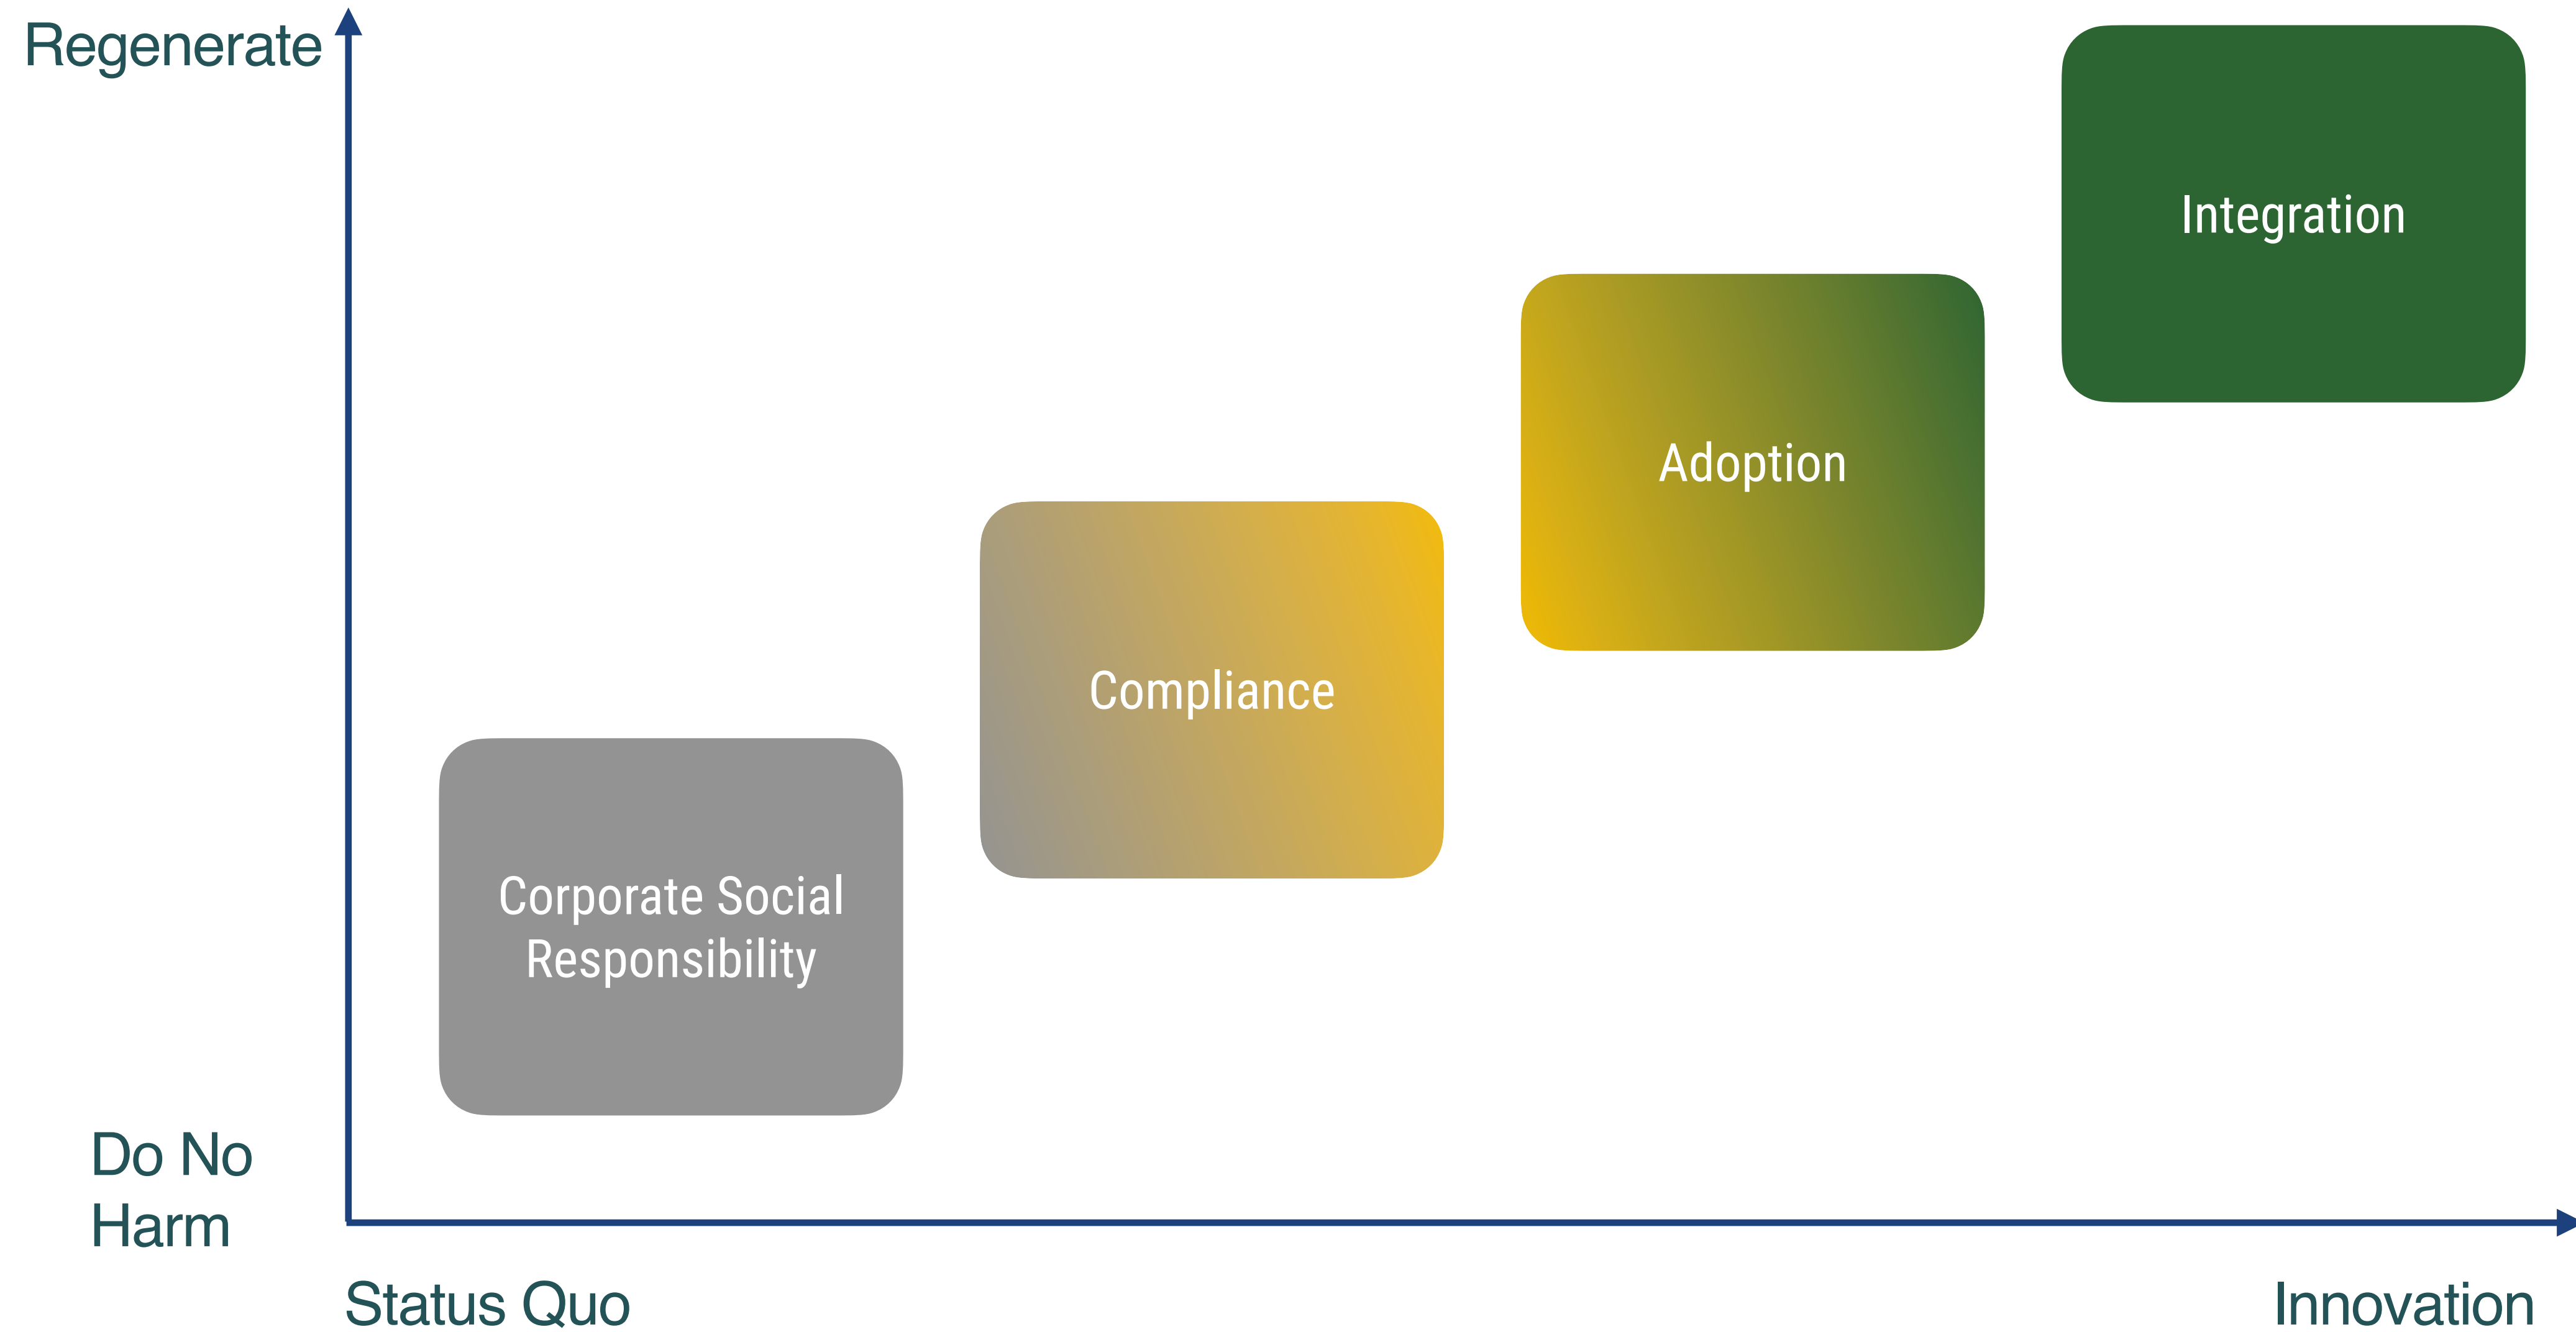 Regenerate
Integration
Adoption
Compliance
Corporate Social
Responsibility
Do No
Harm
Status Quo
Innovation